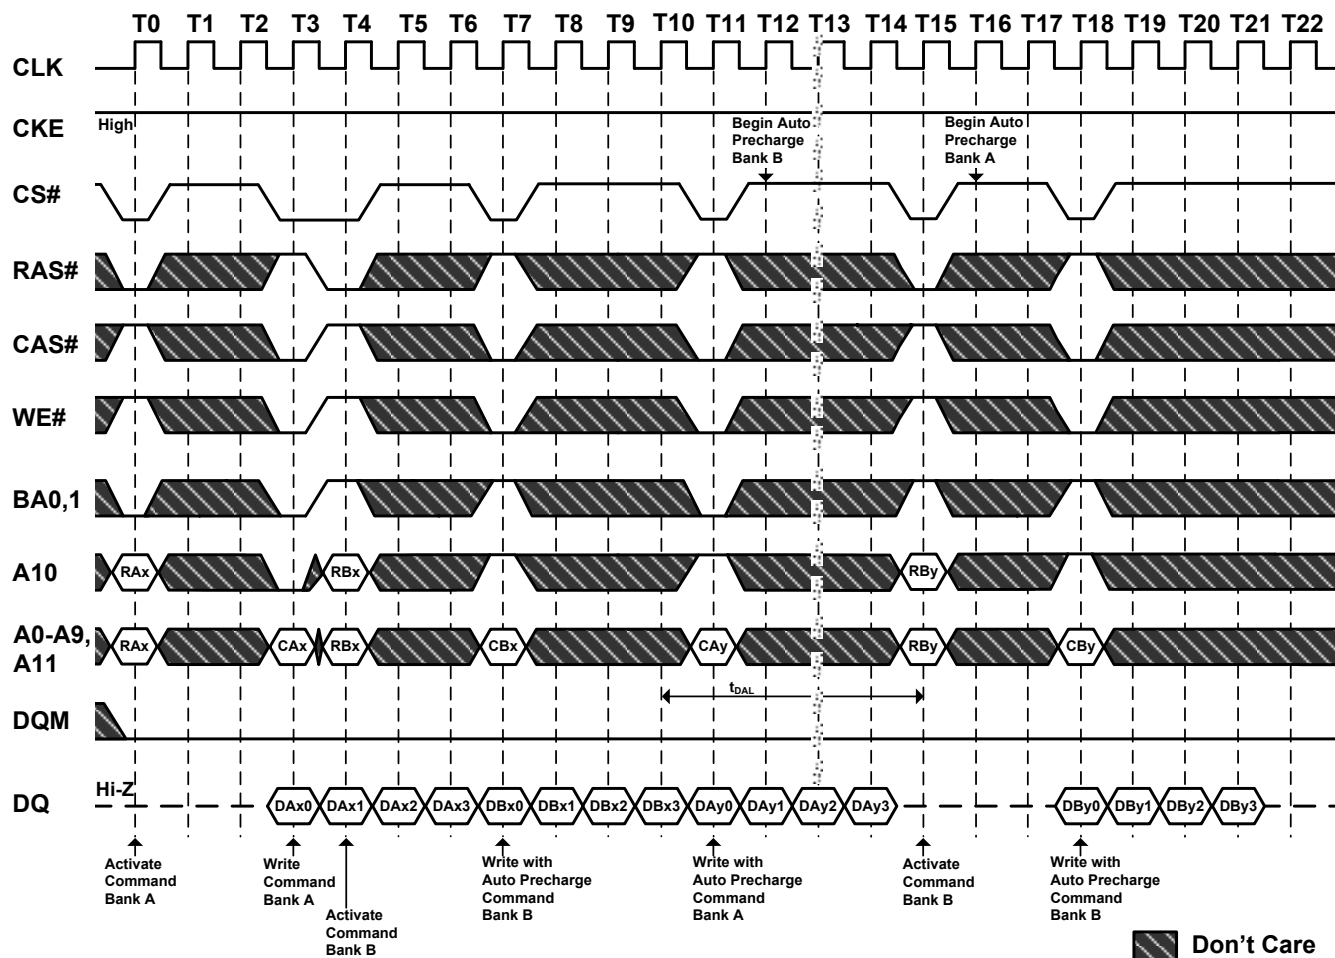 T0 T1 T2 T3 T4 T5 T6 T7 T8 T9 T10 T11 T12 T13 T14 T15 T16 T17 T18 T19 T20 T21 T22
CLK
CKE
High
Begin Auto
Precharge
Bank B
Begin Auto
Precharge
Bank A
CS#
RAS#
CAS#
WE#
BA0,1
A10
RAx RBx RBy
A0-A9,
A11
RAx CAx RBx CBx CAy RBy CBy
tDAL
DQM
Hi-Z
DQ
DAx0 DAx1 DAx2 DAx3 DBx0 DBx1 DBx2 DBx3 DAy0 DAy1 DAy2 DAy3 DBy0 DBy1 DBy2 DBy3
Activate
Command
Bank A
Write
Command
Bank A
Activate
Command
Bank B
Write with
Auto Precharge
Command
Bank B
Write with
Auto Precharge
Command
Bank A
Activate
Command
Bank B
Write with
Auto Precharge
Command
Bank B
Don't Care